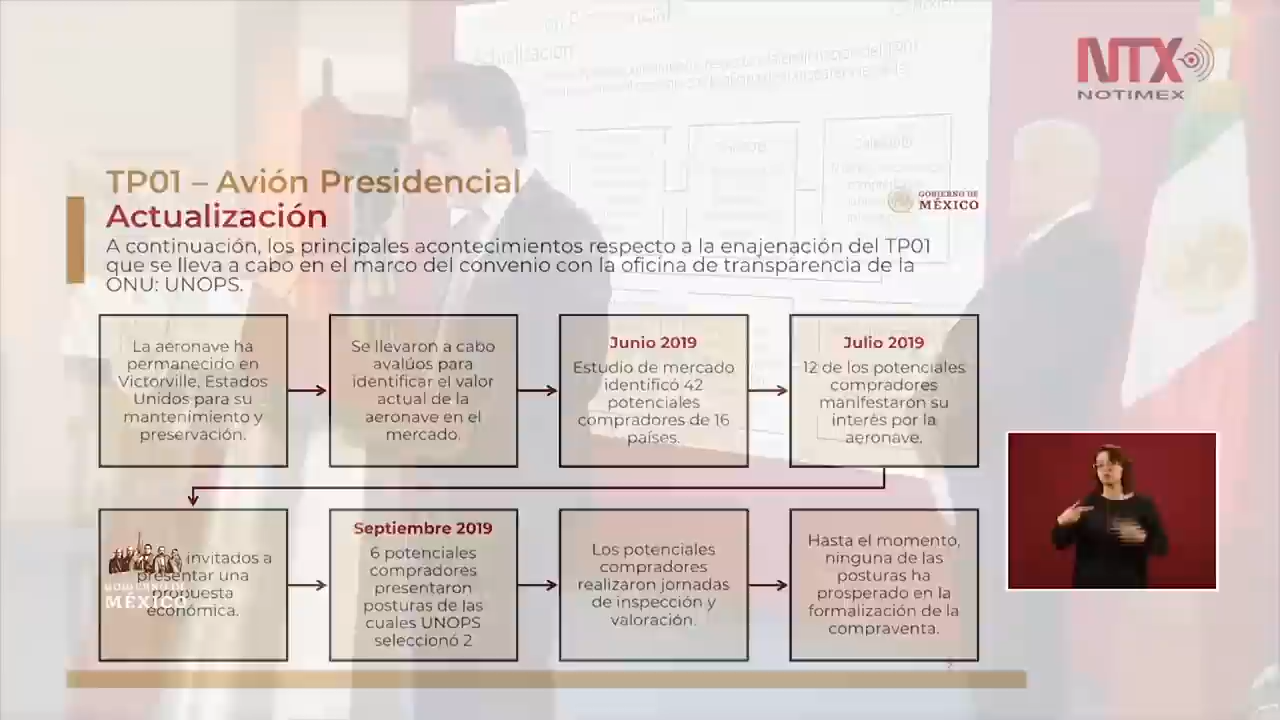 NTX
NOTIMEX
TP01 – Avión Presidencial
Actualización
GOBIERNO DE
MÉXICO
A continuación, los principales acontecimientos respecto a la enajenación del TP01
que se lleva a cabo en el marco del convenio con la oficina de transparencia de la
ONU: UNOPS.
La aeronave ha
permanecido en
Victorville, Estados
Unidos para su
mantenimiento y
preservación.
Se llevaron a cabo
avalúos para
identificar el valor
actual de la
aeronave en el
mercado.
Junio 2019
Estudio de mercado
identificó 42
potenciales
compradores de 16
países.
Julio 2019
12 de los potenciales
compradores
manifestaron su
interés por la
aeronave.
invitados a
presentar una
propuesta
económica.
GOBIERNO DE
MÉXICO
Septiembre 2019
6 potenciales
compradores
presentaron
posturas de las
cuales UNOPS
seleccionó 2
Los potenciales
compradores
realizaron jornadas
de inspección y
valoración.
Hasta el momento,
ninguna de las
posturas ha
prosperado en la
formalización de la
compraventa.